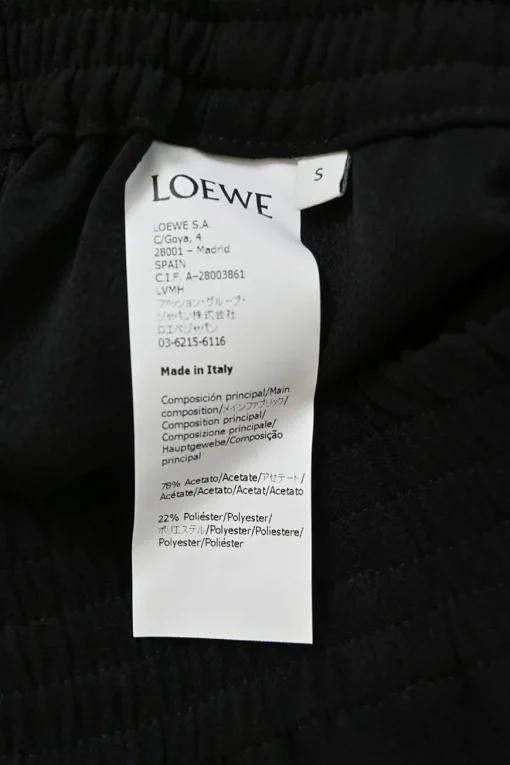 LOEWE
S
LOEWE S.A.
C/Goya, 4
28001 – Madrid
SPAIN
C.I.F. A-28003861
LVMH
ファッション・グループ・
ジャパン株式会社
ロエベジャパン
03-6215-6116
Made in Italy
Composición principal/Main
composition/メインファブリック/
Composition principal/
Composizione principale/
Hauptgewebe/Composição
principal
78% Acetato/Acetate/アセテート/
Acétate/Acetato/Acetat/Acetato
22% Poliéster/Polyester/
ポリエステル/Polyester/Poliestere/
Polyester/Poliéster